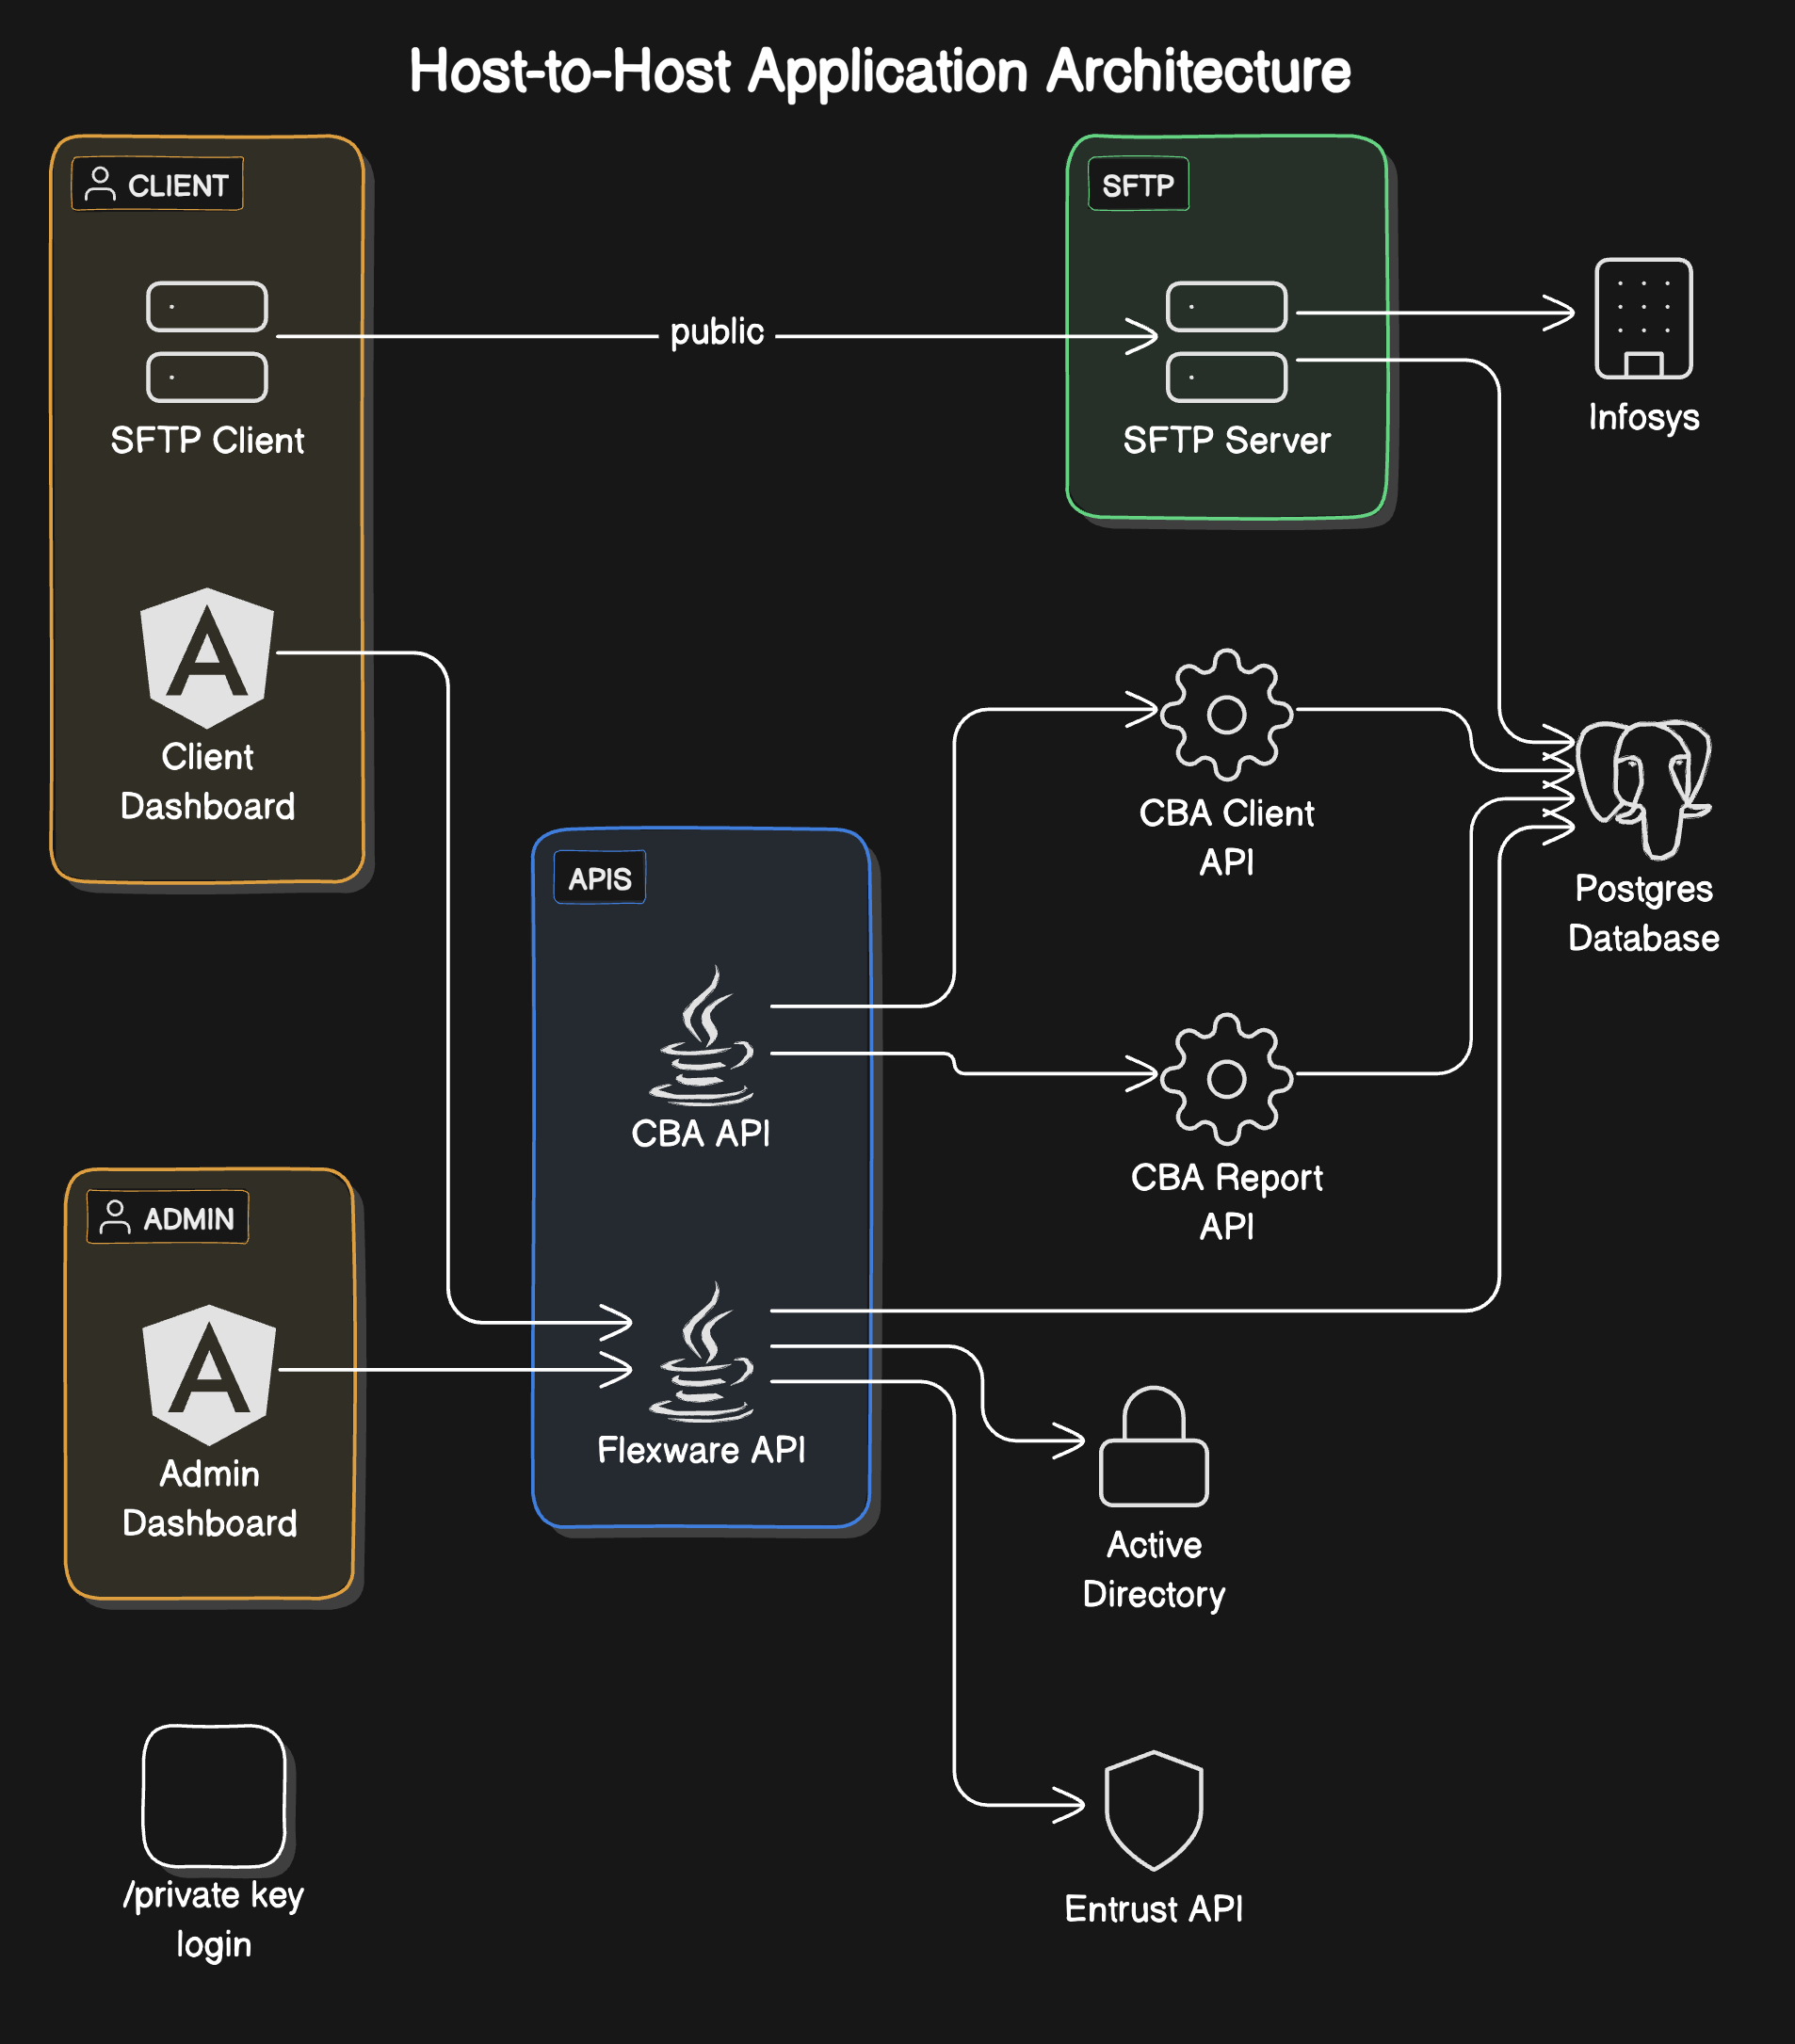 Host-to-Host Application Architecture
CLIENT
SFTP
public
SFTP Client
SFTP Server
Infosys
Client
Dashboard
CBA Client
API
Postgres
Database
APIS
CBA API
CBA Report
API
ADMIN
Admin
Dashboard
Flexware API
Active
Directory
/private key
login
Entrust API